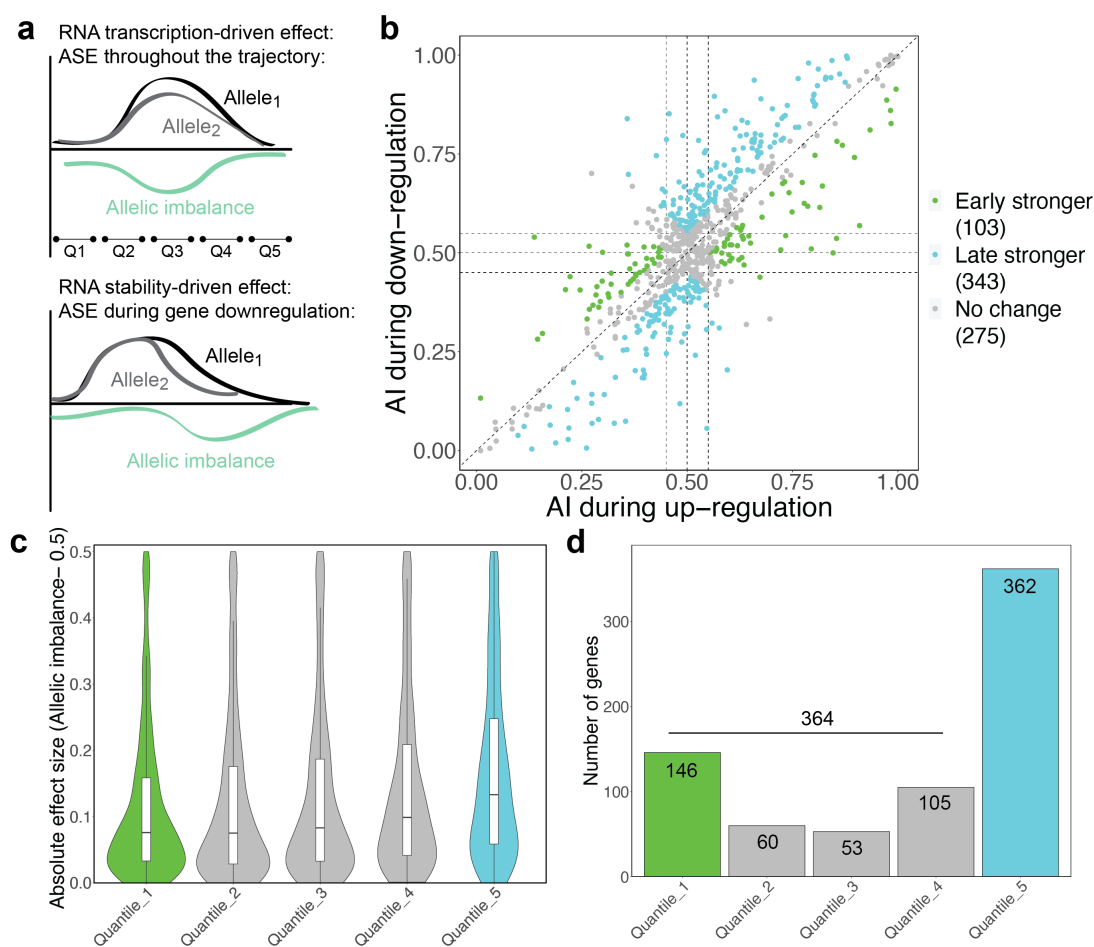 a
RNA transcription-driven effect:
ASE throughout the trajectory:
Allele1
Allele2
Allelic imbalance
Q1 Q2 Q3 Q4 Q5
RNA stability-driven effect:
ASE during gene downregulation:
Allele1
Allele2
Allelic imbalance
b
AI during down−regulation
1.00
0.75
0.50
0.25
0.00
0.00 0.25 0.50 0.75 1.00
AI during up−regulation
Early stronger
(103)
Late stronger
(343)
No change
(275)
c
Absolute effect size (Allelic imbalance− 0.5)
0.5
0.4
0.3
0.2
0.1
0.0
Quantile_1 Quantile_2 Quantile_3 Quantile_4 Quantile_5
d
Number of genes
300
200
100
0
364
146 60 53 105 362
Quantile_1 Quantile_2 Quantile_3 Quantile_4 Quantile_5